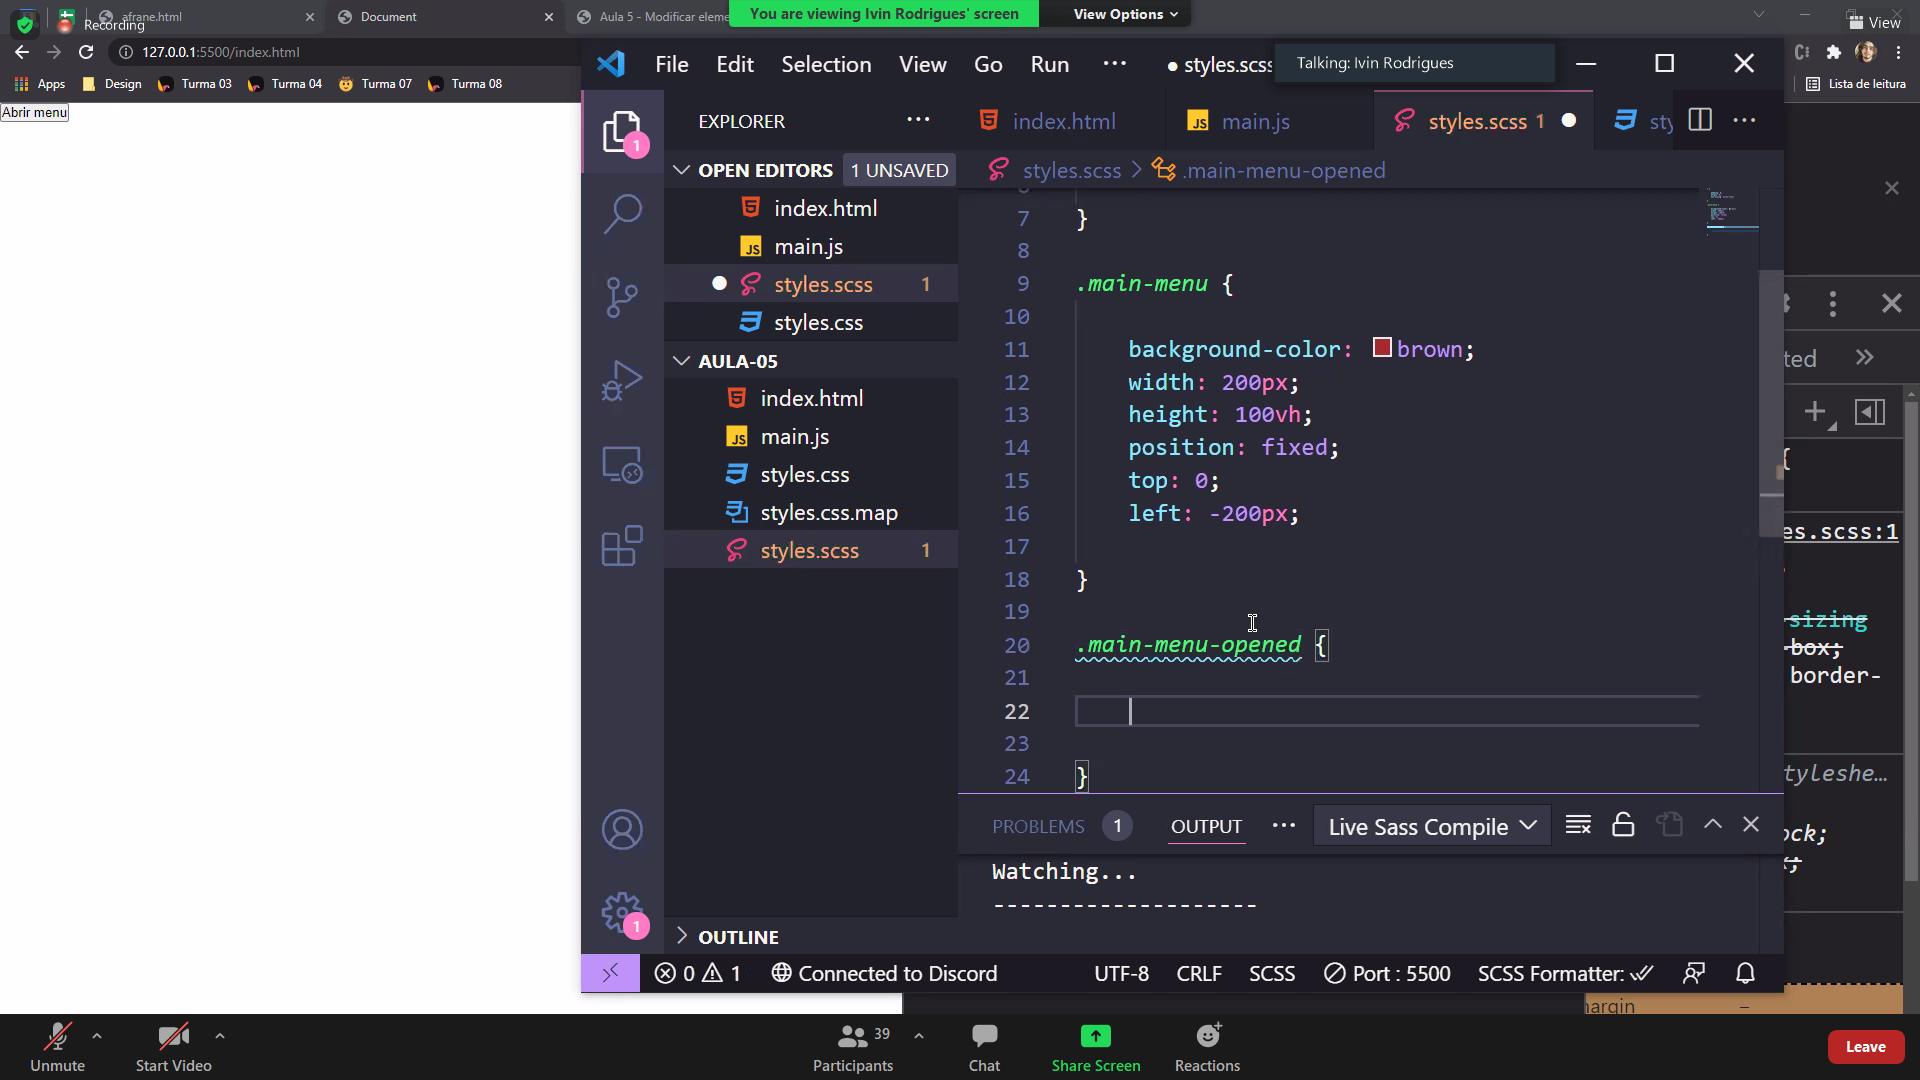 afrane.html
Document
Aula 5 - Modificar eleme
You are viewing Ivin Rodrigues' screen
View Options
View
Recording
127.0.0.1:5500/index.html
Apps
Design
Turma 03
Turma 04
Turma 07
Turma 08
Lista de leitura
Abrir menu
File
Edit
Selection
View
Go
Run
styles.scss
Talking: Ivin Rodrigues
EXPLORER
OPEN EDITORS
1 UNSAVED
index.html
main.js
styles.scss
1
styles.css
AULA-05
index.html
main.js
styles.css
styles.css.map
styles.scss
1
OUTLINE
index.html
main.js
styles.scss 1
sty
styles.scss > .main-menu-opened
7 }
8
9 .main-menu {
10
11 background-color: brown;
12 width: 200px;
13 height: 100vh;
14 position: fixed;
15 top: 0;
16 left: -200px;
17
18 }
19
20 .main-menu-opened {
21
22
23
24 }
PROBLEMS 1
OUTPUT
Live Sass Compile
Watching...
--------------------
0 1
Connected to Discord
UTF-8
CRLF
SCSS
Port : 5500
SCSS Formatter:
ted
{
es.scss:1
sizing
box;
border-
tyleshe...
ock;
margin
–
1
1
Unmute
Start Video
Participants
39
Chat
Share Screen
Reactions
Leave